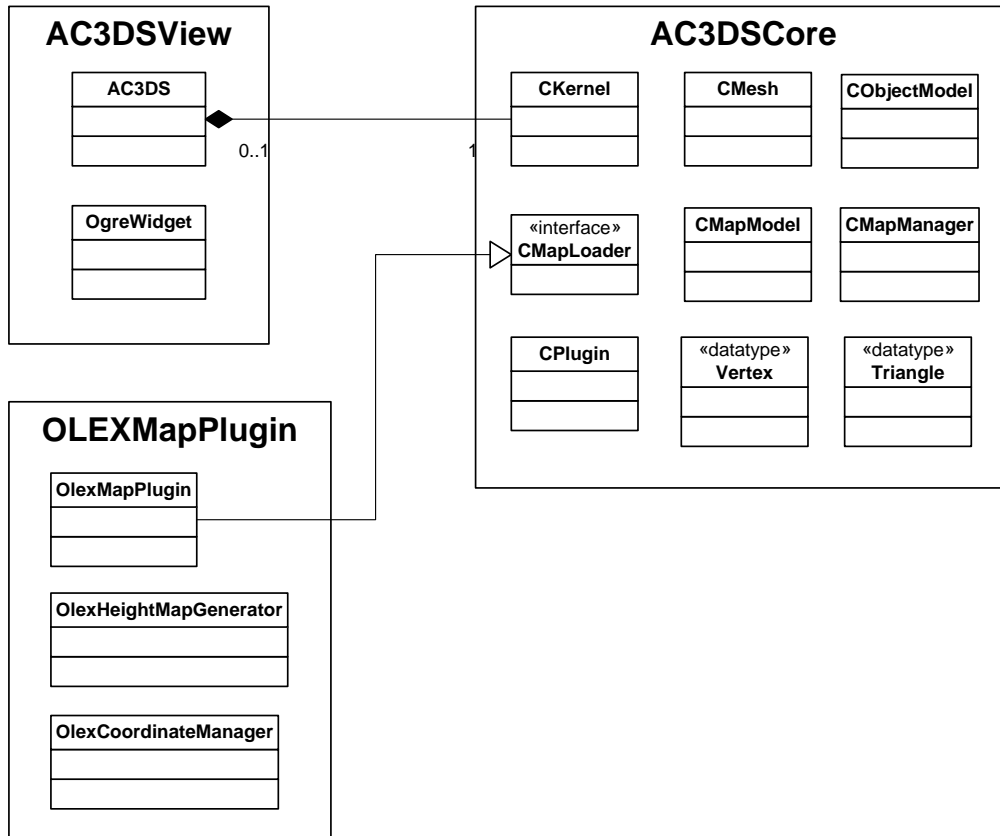 AC3DSView
AC3DS
0..1
OgreWidget
AC3DSCore
CKernel
CMesh
CObjectModel
1
«interface»
CMapLoader
CMapModel
CMapManager
CPlugin
«datatype»
Vertex
«datatype»
Triangle
OLEXMapPlugin
OlexMapPlugin
OlexHeightMapGenerator
OlexCoordinateManager